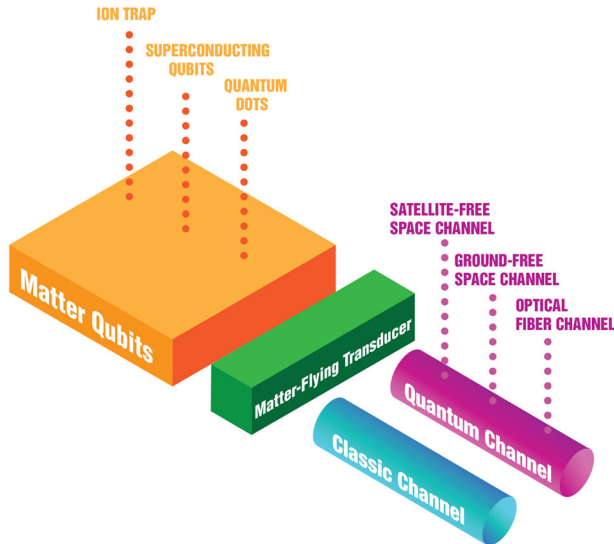 ION TRAP
SUPERCONDUCTING
QUBITS
QUANTUM
DOTS
SATELLITE-FREE
SPACE CHANNEL
GROUND-FREE
SPACE CHANNEL
OPTICAL
FIBER CHANNEL
Matter Qubits
Matter-Flying Transducer
Quantum Channel
Classic Channel